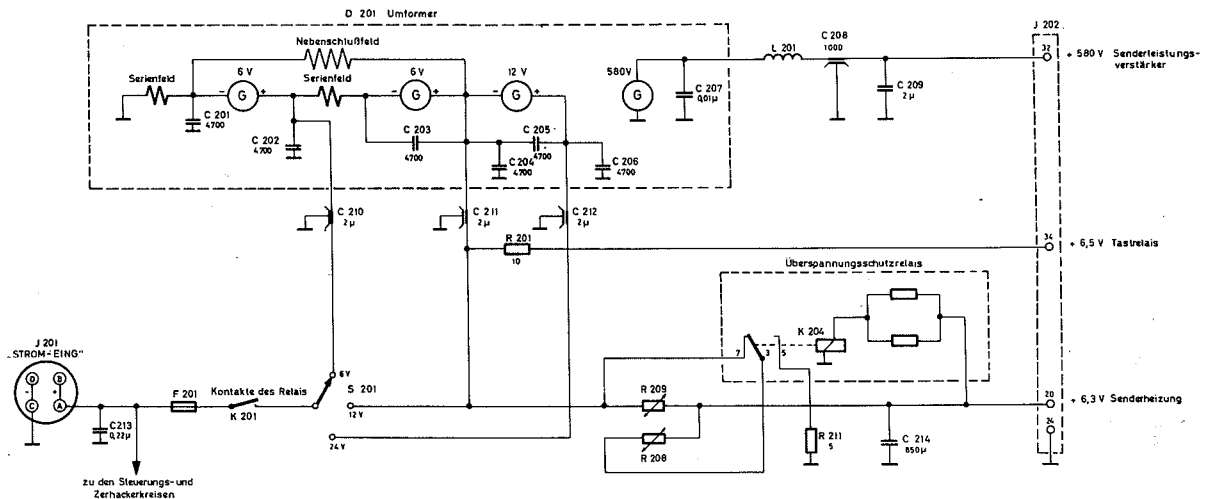 D 201 Umformer
Nebenschlußfeld
Serienfeld
6 V
Serienfeld
6 V
12 V
580V
- G +
- G +
- G +
G
C 201
4700
C 202
4700
C 203
4700
C 204
4700
C 205
4700
C 206
4700
C 207
0,01µ
L 201
C 208
1000
C 209
2µ
J 202
32
+ 580 V Senderleistungs-
verstärker
C 210
2µ
C 211
2µ
C 212
2µ
R 201
10
34
+ 6,5 V Tastrelais
Überspannungsschutzrelais
K 204
7
3
5
J 201
„STROM-EING"
D
B
-
+
C
A
C213
0,22µ
F 201
Kontakte des Relais
K 201
6V
S 201
12 V
24 V
R 209
R 208
R 211
5
C 214
850µ
20
+ 6,3 V Senderheizung
24
zu den Steuerungs-und
Zerhackerkreisen